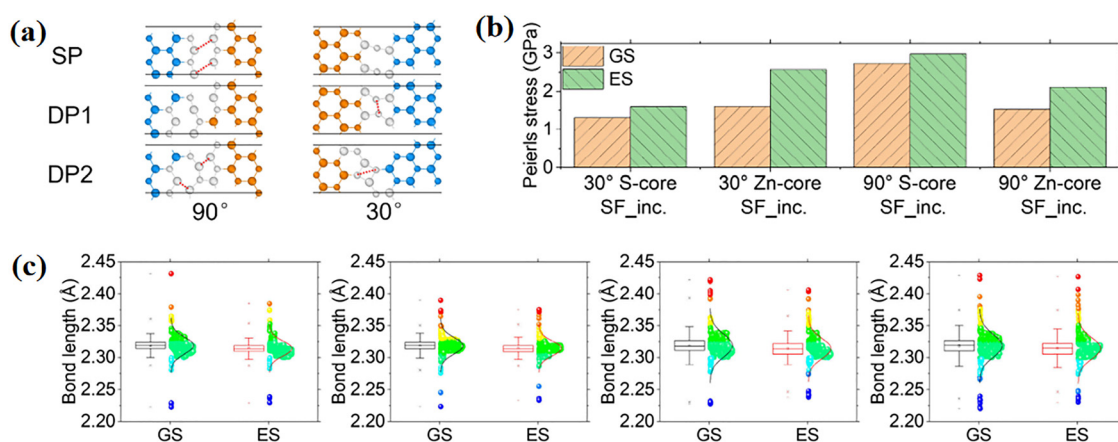 (a)
SP
DP1
DP2
90°
30°
(b)
Peierls stress (GPa)
3
2
1
0
GS
ES
30° S-core
SF_inc.
30° Zn-core
SF_inc.
90° S-core
SF_inc.
90° Zn-core
SF_inc.
(c)
Bond length (Å)
2.45
2.40
2.35
2.30
2.25
2.20
GS
ES
Bond length (Å)
2.45
2.40
2.35
2.30
2.25
2.20
GS
ES
Bond length (Å)
2.45
2.40
2.35
2.30
2.25
2.20
GS
ES
Bond length (Å)
2.45
2.40
2.35
2.30
2.25
2.20
GS
ES